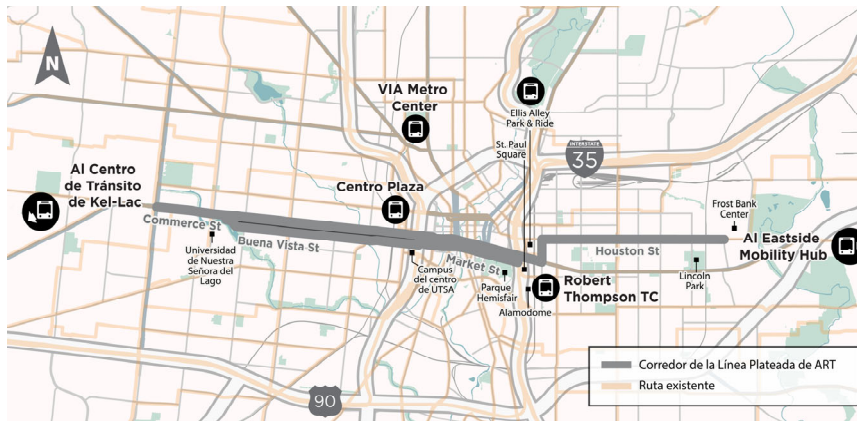 N
VIA Metro
Center
Ellis Alley
Park & Ride
St. Paul
Square
INTERSTATE
35
Al Centro
de Tránsito
de Kel-Lac
Centro Plaza
Commerce St
Buena Vista St
Universidad
de Nuestra
Señora del
Lago
Campus
del centro
de UTSA
Market St
Parque
Hemisfair
Alamodome
Robert
Thompson TC
Houston St
Lincoln
Park
Frost Bank
Center
Al Eastside
Mobility Hub
90
Corredor de la Línea Plateada de ART
Ruta existente